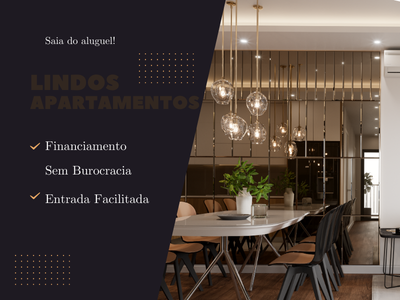 Saia do aluguel!
LINDOS
APARTAMENTOS
Financiamento
Sem Burocracia
Entrada Facilitada